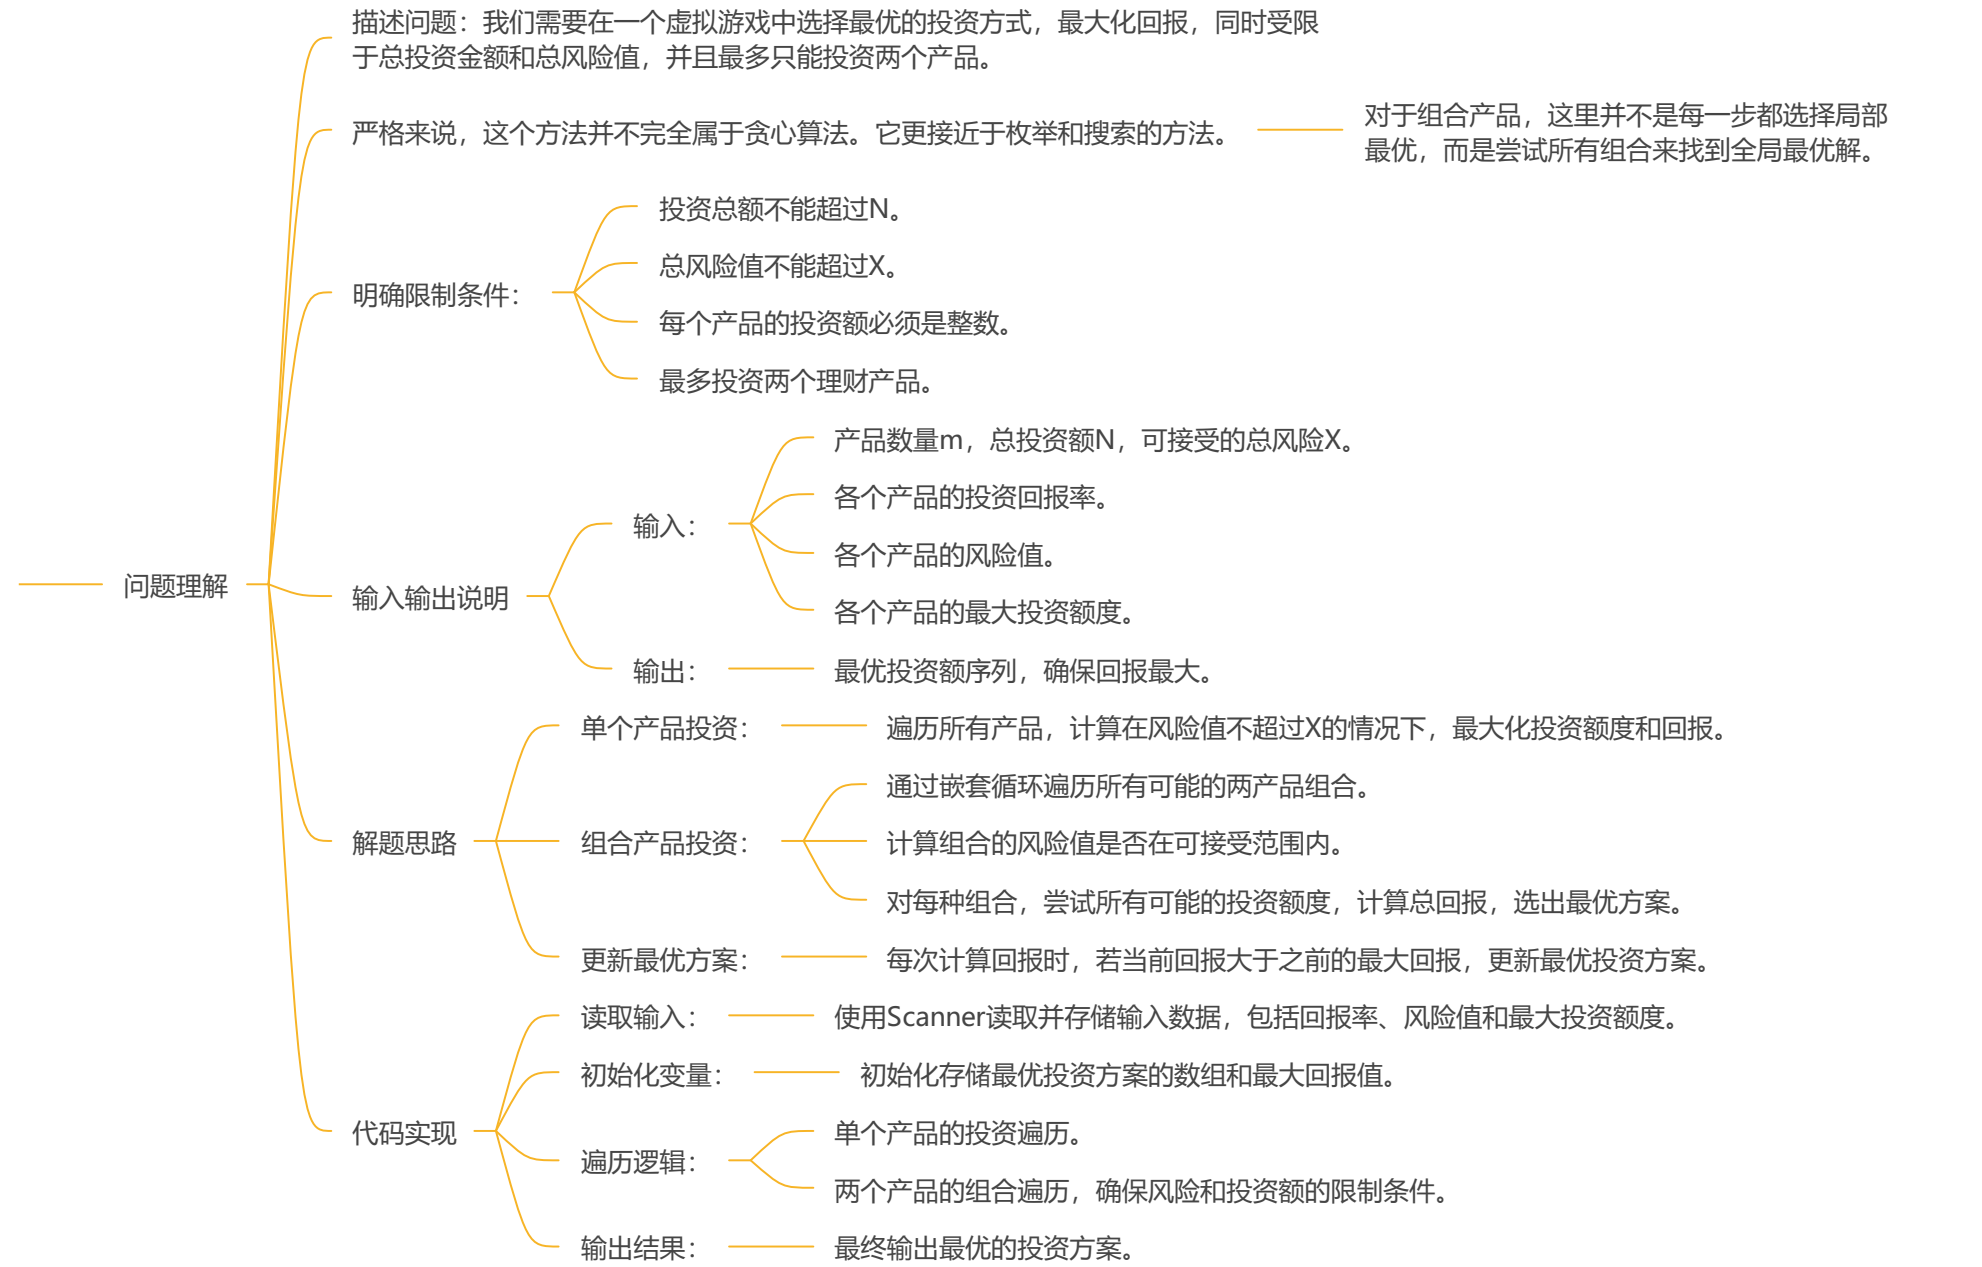 描述问题：我们需要在一个虚拟游戏中选择最优的投资方式，最大化回报，同时受限
于总投资金额和总风险值，并且最多只能投资两个产品。
严格来说，这个方法并不完全属于贪心算法。它更接近于枚举和搜索的方法。
对于组合产品，这里并不是每一步都选择局部
最优，而是尝试所有组合来找到全局最优解。
明确限制条件：
投资总额不能超过N。
总风险值不能超过X。
每个产品的投资额必须是整数。
最多投资两个理财产品。
问题理解
输入输出说明
输入：
产品数量m，总投资额N，可接受的总风险X。
各个产品的投资回报率。
各个产品的风险值。
各个产品的最大投资额度。
输出：
最优投资额序列，确保回报最大。
解题思路
单个产品投资：
遍历所有产品，计算在风险值不超过X的情况下，最大化投资额度和回报。
组合产品投资：
通过嵌套循环遍历所有可能的两产品组合。
计算组合的风险值是否在可接受范围内。
对每种组合，尝试所有可能的投资额度，计算总回报，选出最优方案。
更新最优方案：
每次计算回报时，若当前回报大于之前的最大回报，更新最优投资方案。
代码实现
读取输入：
使用Scanner读取并存储输入数据，包括回报率、风险值和最大投资额度。
初始化变量：
初始化存储最优投资方案的数组和最大回报值。
遍历逻辑：
单个产品的投资遍历。
两个产品的组合遍历，确保风险和投资额的限制条件。
输出结果：
最终输出最优的投资方案。